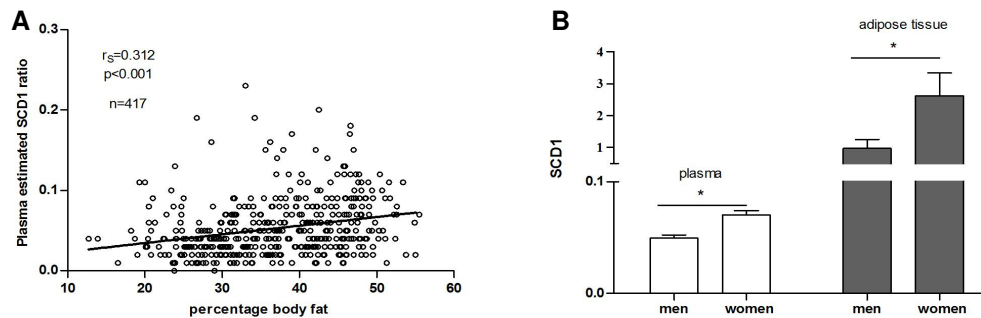 A
Plasma estimated SCD1 ratio
0.3
0.2
0.1
0.0
rS=0.312
p<0.001
n=417
10 20 30 40 50 60
percentage body fat
B
SCD1
4
3
2
1
0.1
0.0
plasma
*
adipose tissue
*
men women men women